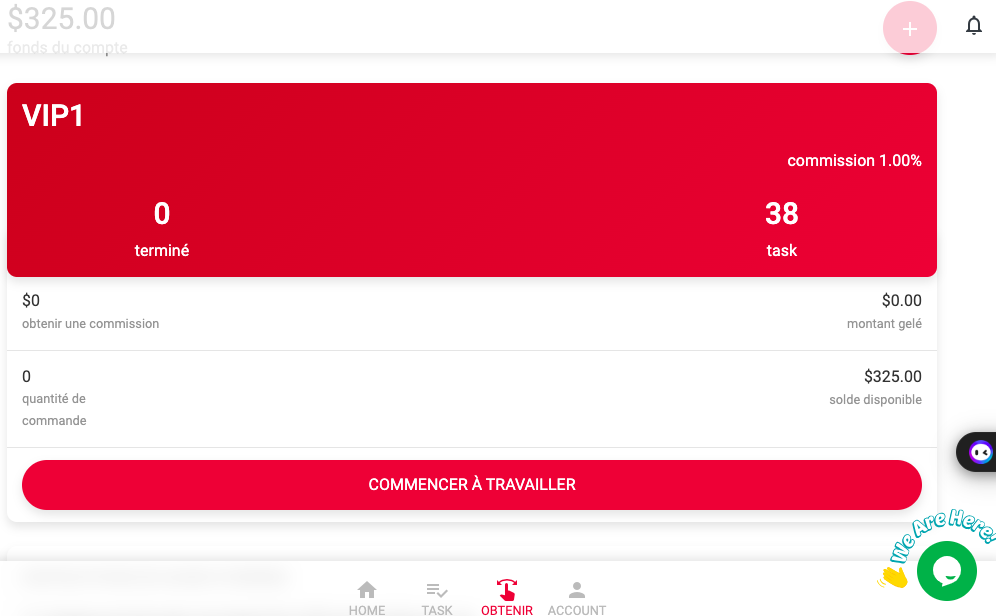 $325.00
fonds du compte
VIP1
commission 1.00%
0
38
terminé
task
$0
$0.00
obtenir une commission
montant gelé
0
$325.00
quantité de
commande
solde disponible
COMMENCER À TRAVAILLER
We Are Here!
HOME
TASK
OBTENIR
ACCOUNT